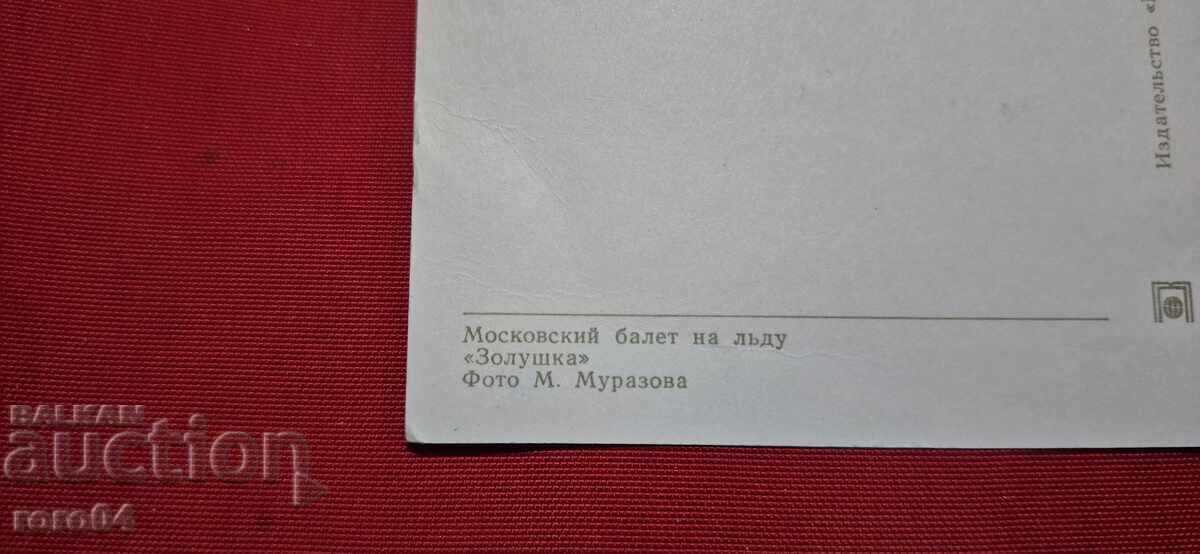 Московский балет на льду
«Золушка»
Фото М. Муразова
Издательство «
BALKAN
auction
roro04